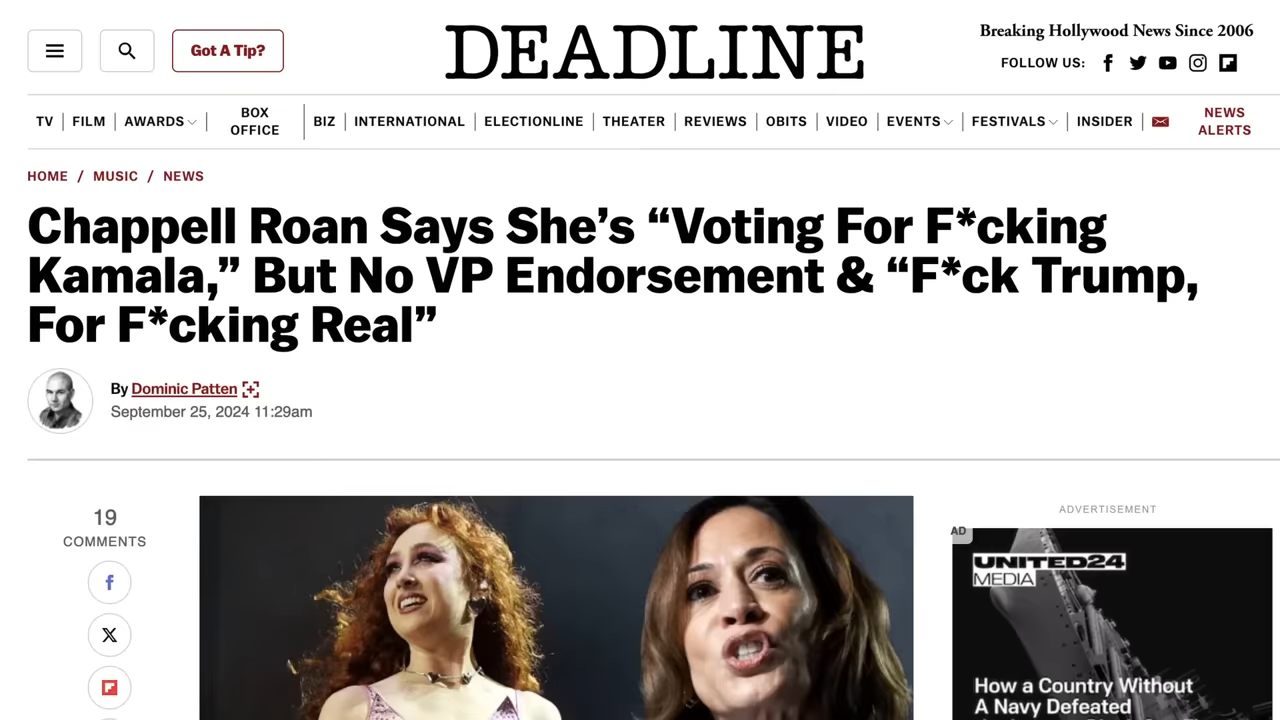 Got A Tip?
DEADLINE
Breaking Hollywood News Since 2006
FOLLOW US:
TV
FILM
AWARDS
BOX
OFFICE
BIZ
INTERNATIONAL
ELECTIONLINE
THEATER
REVIEWS
OBITS
VIDEO
EVENTS
FESTIVALS
INSIDER
NEWS
ALERTS
HOME / MUSIC / NEWS
Chappell Roan Says She’s “Voting For F*cking
Kamala,” But No VP Endorsement & “F*ck Trump,
For F*cking Real”
By Dominic Patten
September 25, 2024 11:29am
19
COMMENTS
ADVERTISEMENT
AD
UNITED24
MEDIA
How a Country Without
A Navy Defeated